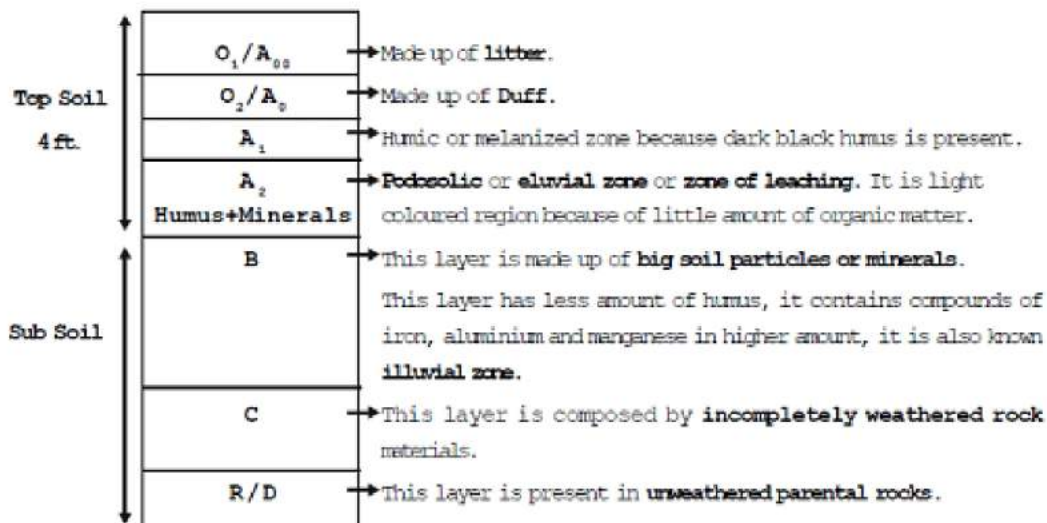 O₁/A₀₀ Made up of litter.
Top Soil
4 ft.
O₂/A₀ Made up of Duff.
A₁ Humic or melanized zone because dark black humus is present.
A₂ Podosolic or eluvial zone or zone of leaching. It is light
Humus+Minerals coloured region because of little amount of organic matter.
Sub Soil
B This layer is made up of big soil particles or minerals.
This layer has less amount of humus, it contains compounds of
iron, aluminium and manganese in higher amount, it is also known
illuvial zone.
C This layer is composed by incompletely weathered rock
materials.
R/D This layer is present in unweathered parental rocks.